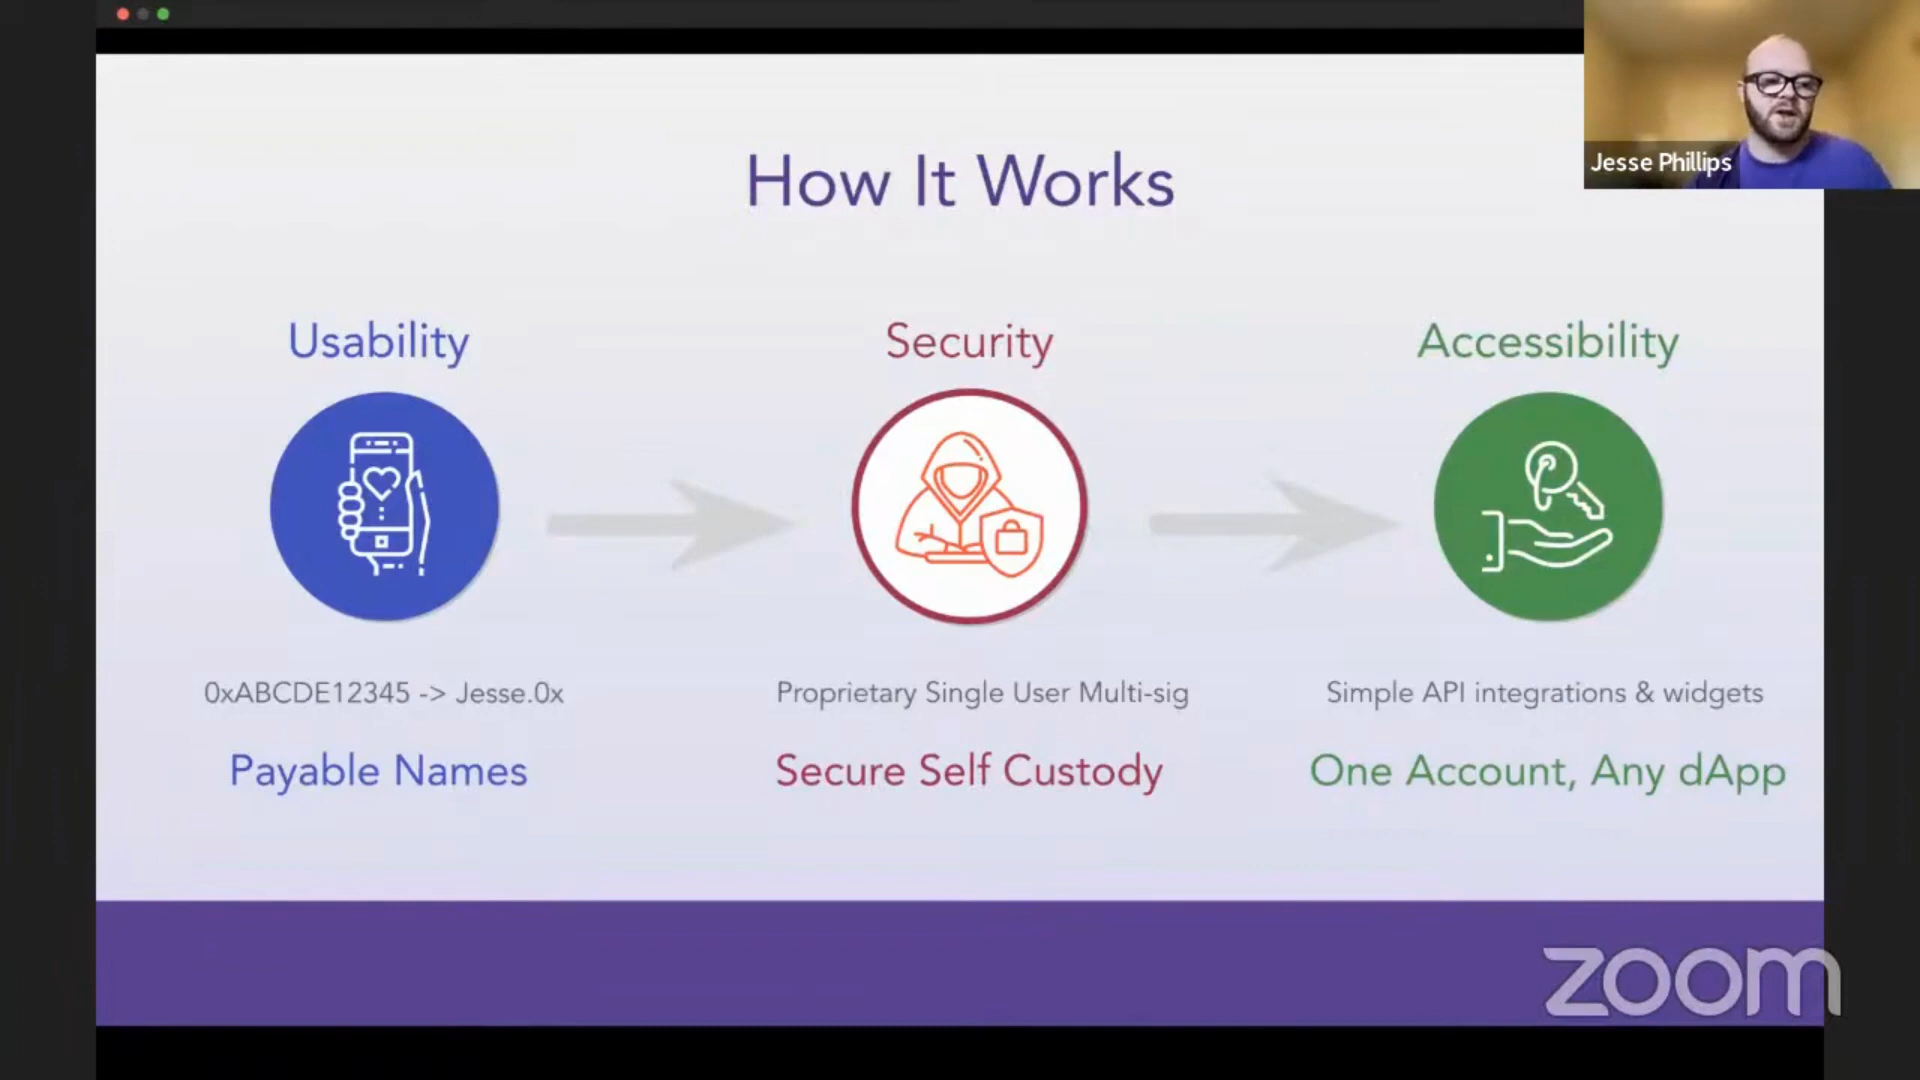 Jesse Phillips
How It Works
Usability
Security
Accessibility
0xABCDE12345 -> Jesse.0x
Proprietary Single User Multi-sig
Simple API integrations & widgets
Payable Names
Secure Self Custody
One Account, Any dApp
zoom